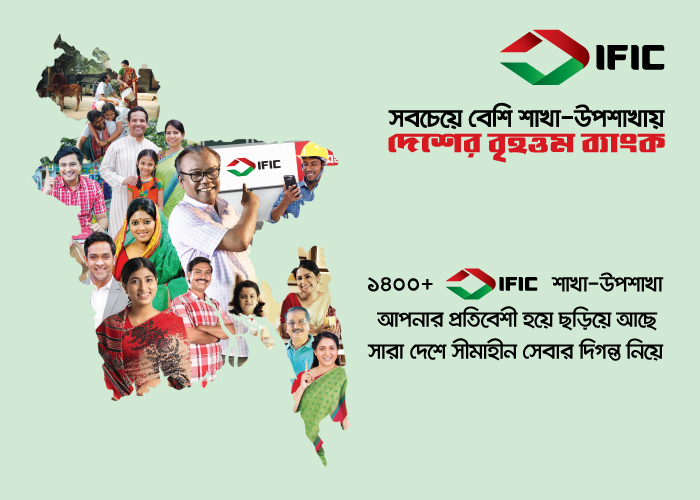 IFIC
সবচেয়ে বেশি শাখা-উপশাখায়
দেশের বৃহত্তম ব্যাংক
IFIC
১৪০০+ IFIC শাখা-উপশাখা
আপনার প্রতিবেশী হয়ে ছড়িয়ে আছে
সারা দেশে সীমাহীন সেবার দিগন্ত নিয়ে